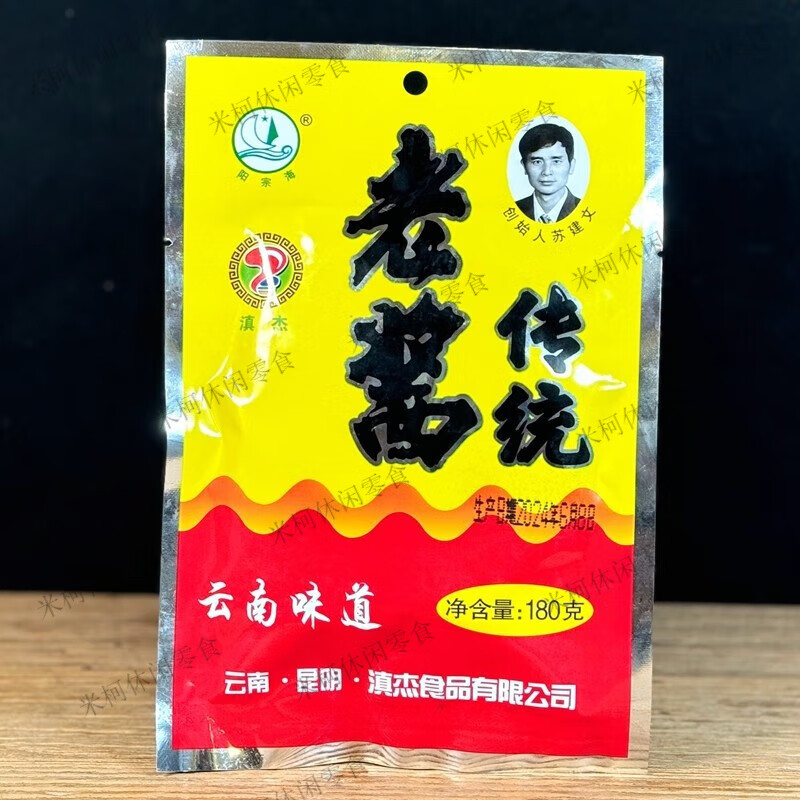 阳宗海
®
滇杰
老酱
传统
创始人苏建文
生产日期2024年6月8日
云南味道
净含量:180克
云南·昆明·滇杰食品有限公司
米柯休闲零食